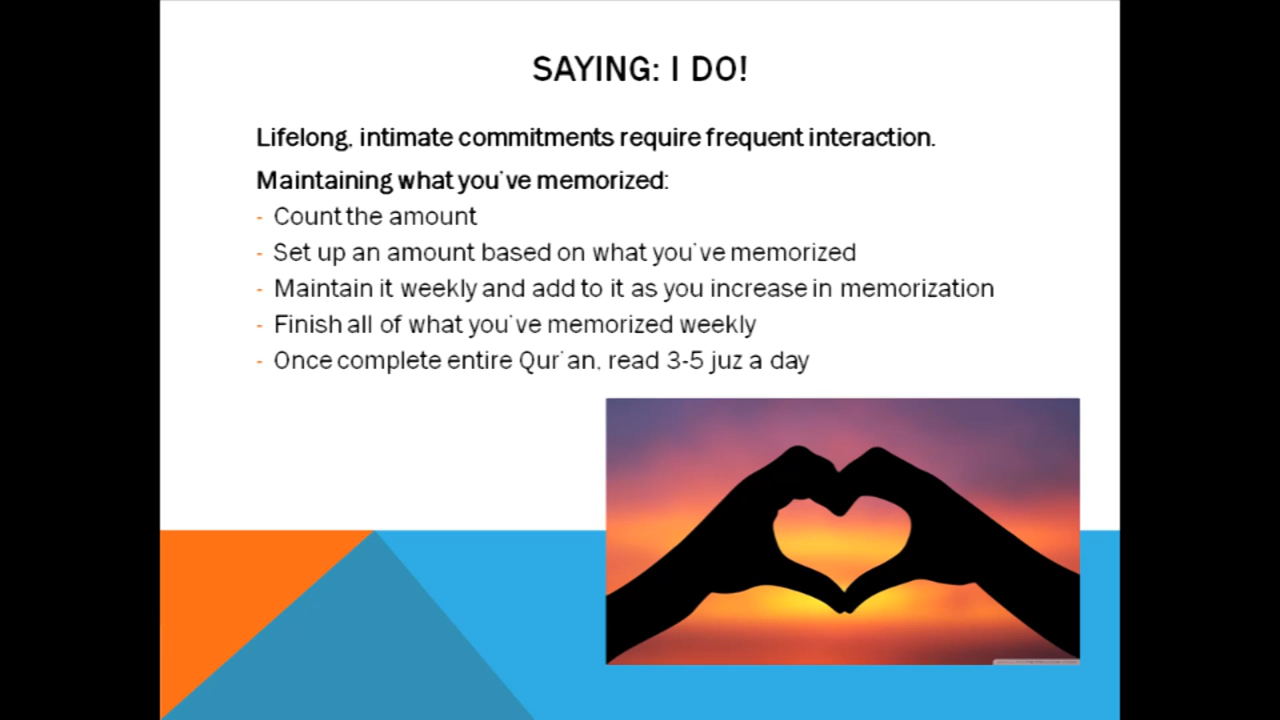 SAYING: I DO!
Lifelong, intimate commitments require frequent interaction.
Maintaining what you've memorized:
- Count the amount
- Set up an amount based on what you've memorized
- Maintain it weekly and add to it as you increase in memorization
- Finish all of what you've memorized weekly
- Once complete entire Qur'an, read 3-5 juz a day